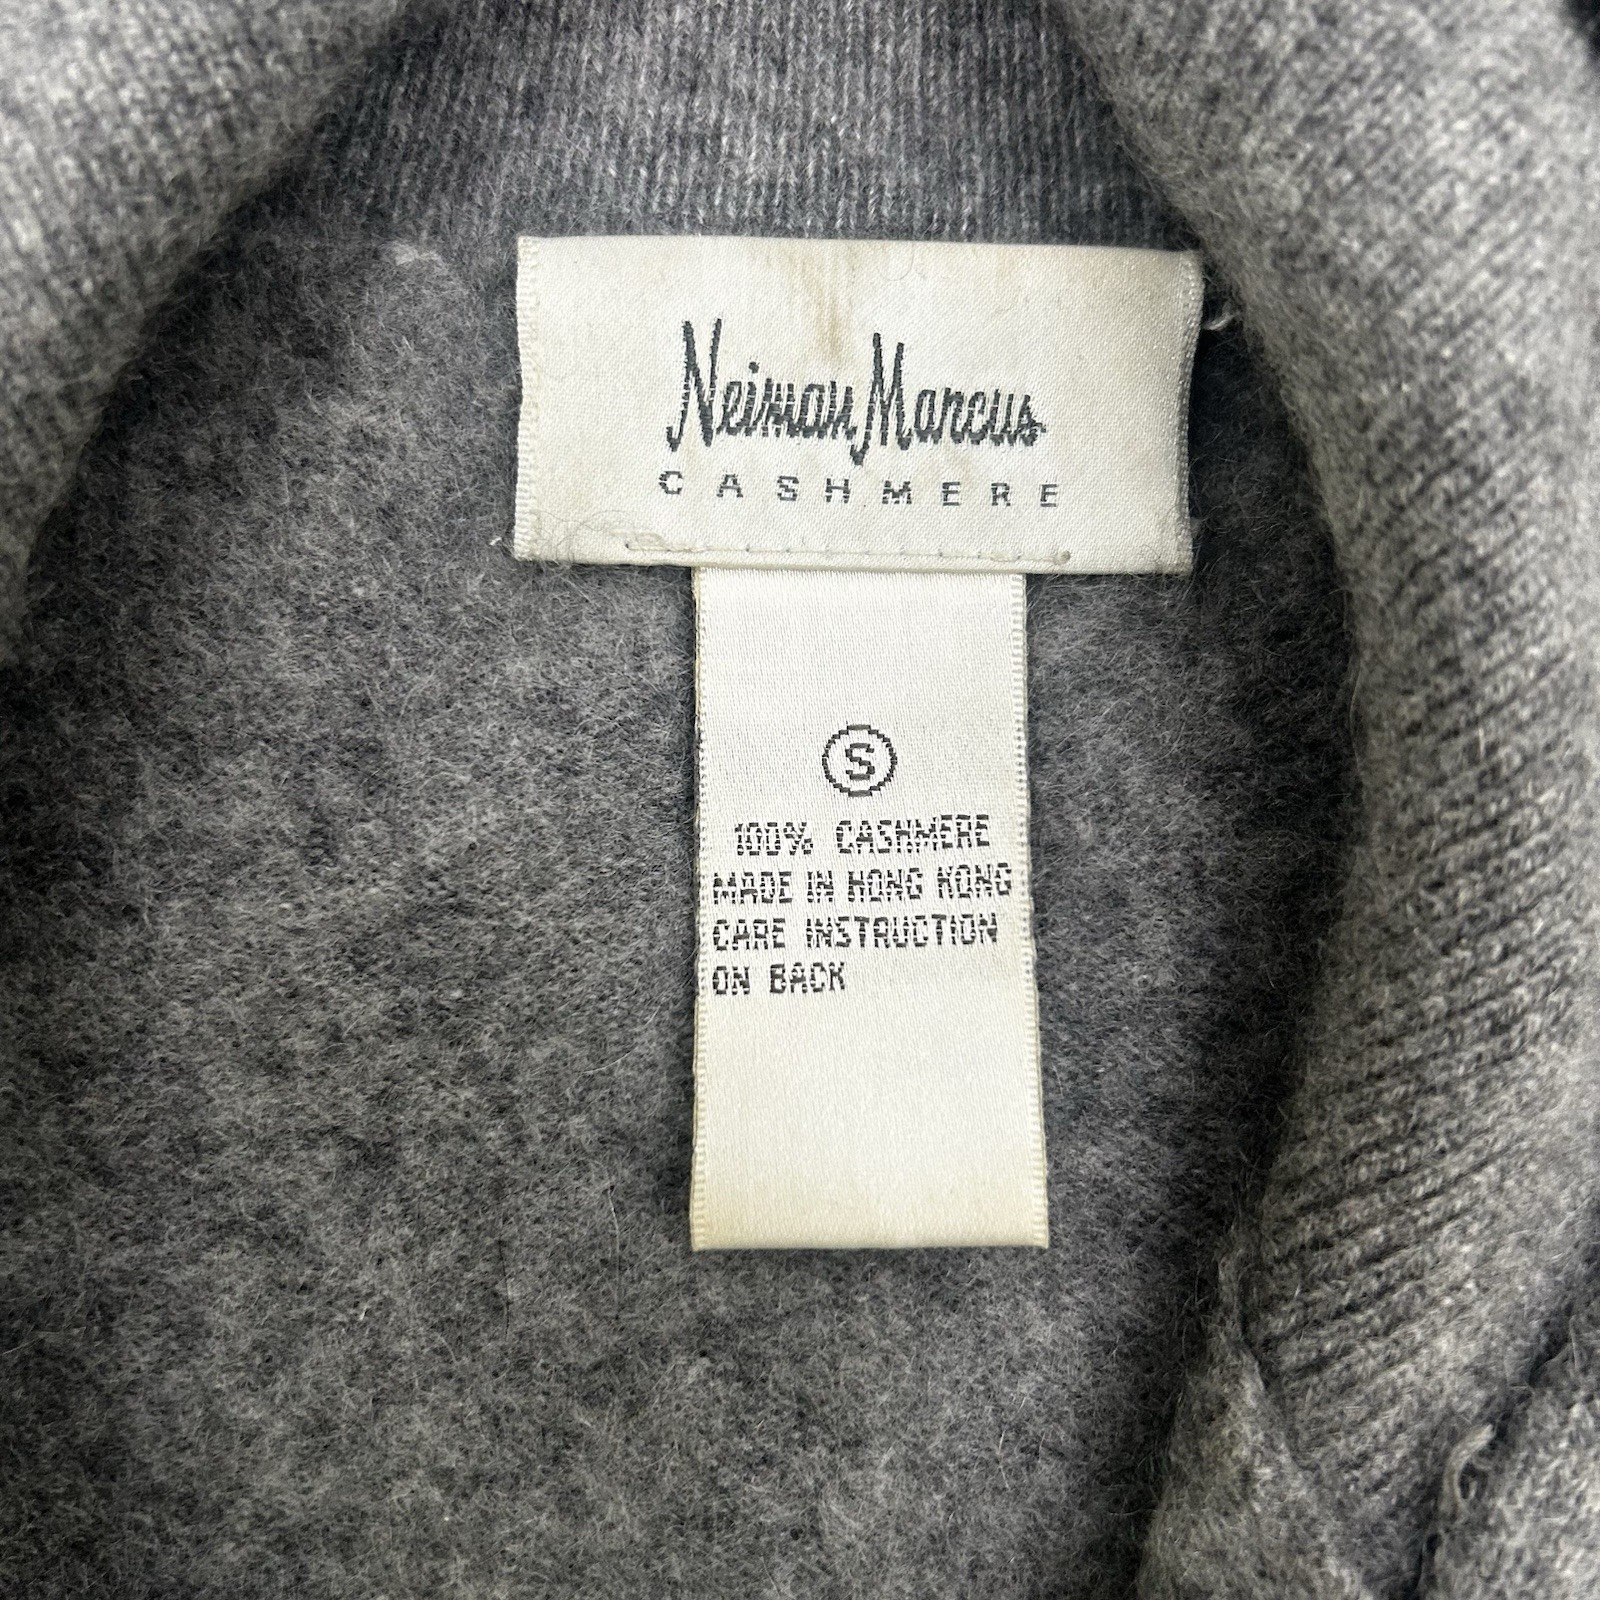 Neiman Marcus
CASHMERE
S
100% CASHMERE
MADE IN HONG KONG
CARE INSTRUCTION
ON BACK